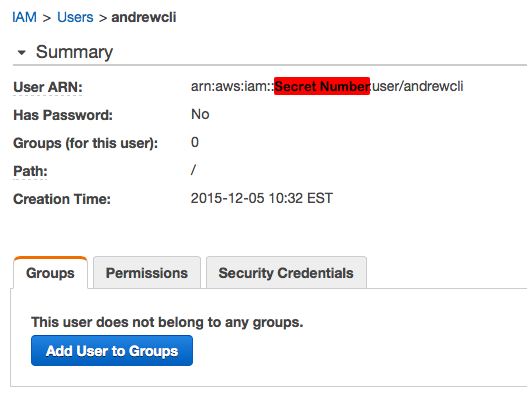 IAM > Users > andrewcli
Summary
User ARN: arn:aws:iam::Secret Number:user/andrewcli
Has Password: No
Groups (for this user): 0
Path: /
Creation Time: 2015-12-05 10:32 EST
Groups Permissions Security Credentials
This user does not belong to any groups.
Add User to Groups